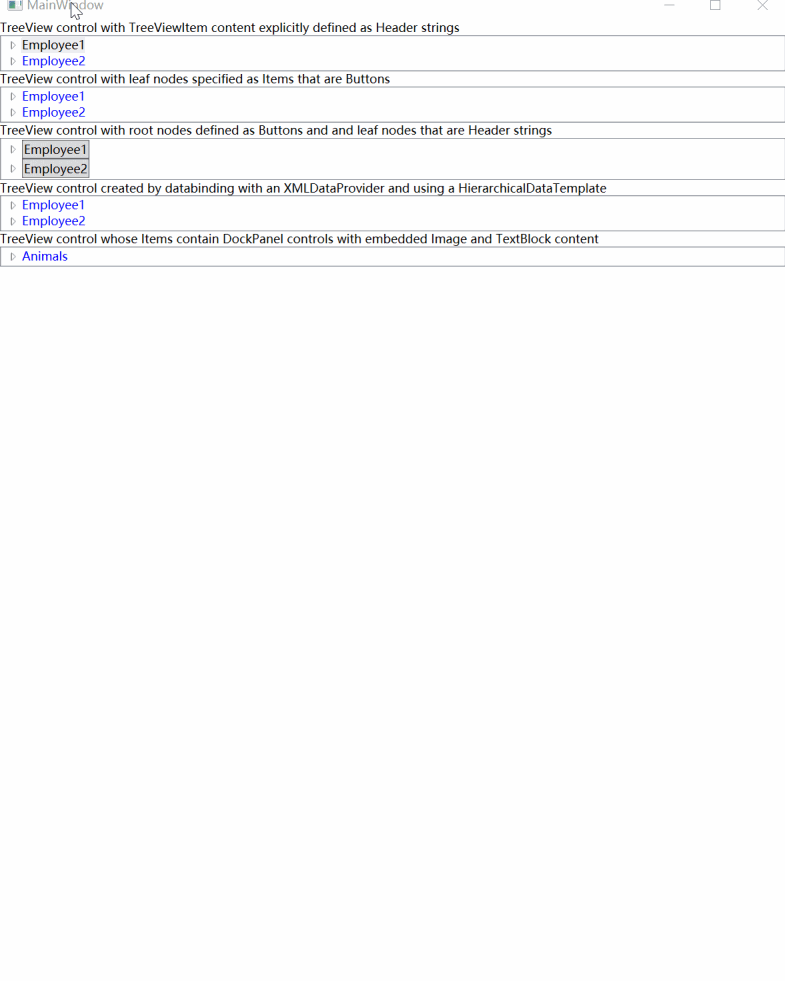 MainWindow
TreeView control with TreeViewItem content explicitly defined as Header strings
Employee1
Employee2
TreeView control with leaf nodes specified as Items that are Buttons
Employee1
Employee2
TreeView control with root nodes defined as Buttons and and leaf nodes that are Header strings
Employee1
Employee2
TreeView control created by databinding with an XMLDataProvider and using a HierarchicalDataTemplate
Employee1
Employee2
TreeView control whose Items contain DockPanel controls with embedded Image and TextBlock content
Animals